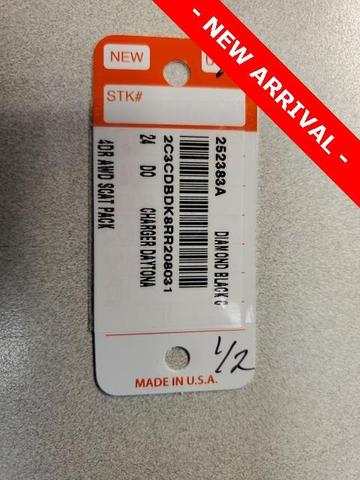 NEW
STK#
- NEW ARRIVAL -
252383A DIAMOND BLACK C
2C3CDBDK8RR208031
24 DO CHARGER DAYTONA
4DR AWD SCAT PACK
1/2
MADE IN U.S.A.